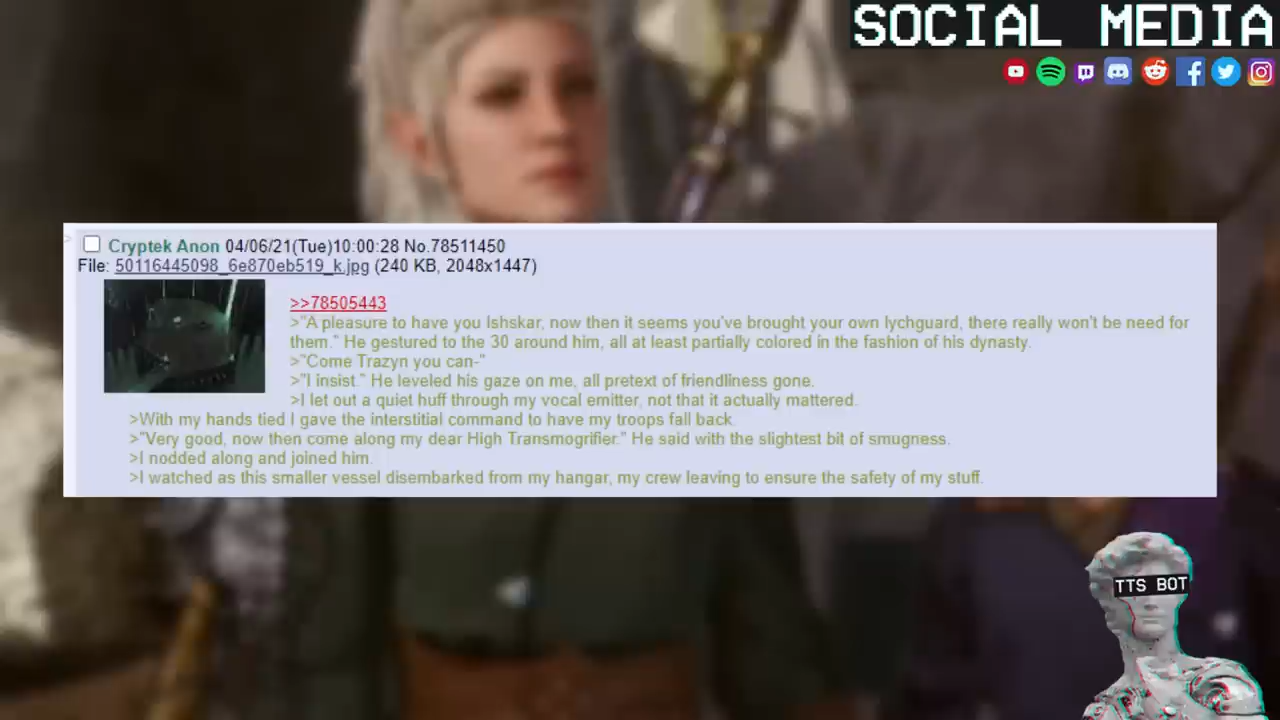 SOCIAL MEDIA
Cryptek Anon 04/06/21(Tue)10:00:28 No.78511450
File: 50116445098_6e870eb519_k.jpg (240 KB, 2048x1447)
>>78505443
>"A pleasure to have you Ishskar, now then it seems you've brought your own lychguard, there really won't be need for
them." He gestured to the 30 around him, all at least partially colored in the fashion of his dynasty.
>"Come Trazyn you can-"
>"I insist." He leveled his gaze on me, all pretext of friendliness gone.
>I let out a quiet huff through my vocal emitter, not that it actually mattered.
>With my hands tied I gave the interstitial command to have my troops fall back.
>"Very good, now then come along my dear High Transmogrifier." He said with the slightest bit of smugness.
>I nodded along and joined him.
>I watched as this smaller vessel disembarked from my hangar, my crew leaving to ensure the safety of my stuff.
TTS BOT